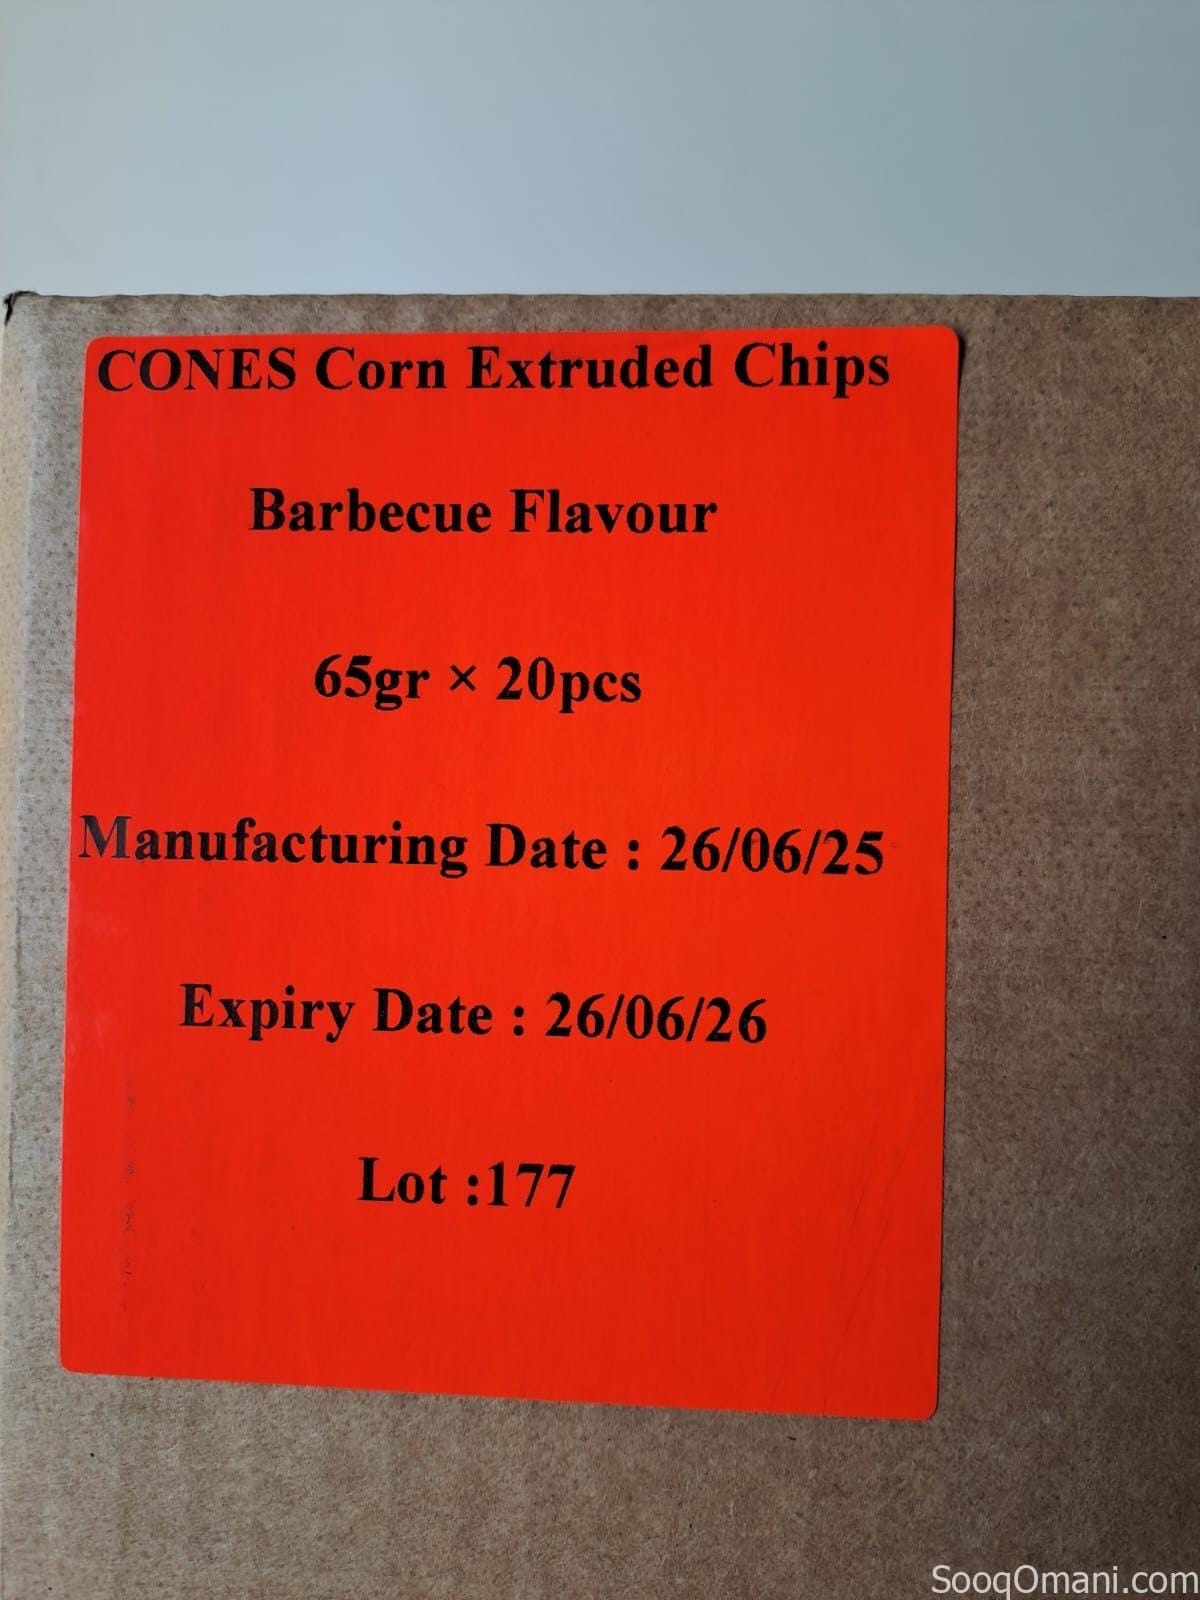 CONES Corn Extruded Chips
Barbecue Flavour
65gr × 20pcs
Manufacturing Date : 26/06/25
Expiry Date : 26/06/26
Lot :177
SooqOmani.com